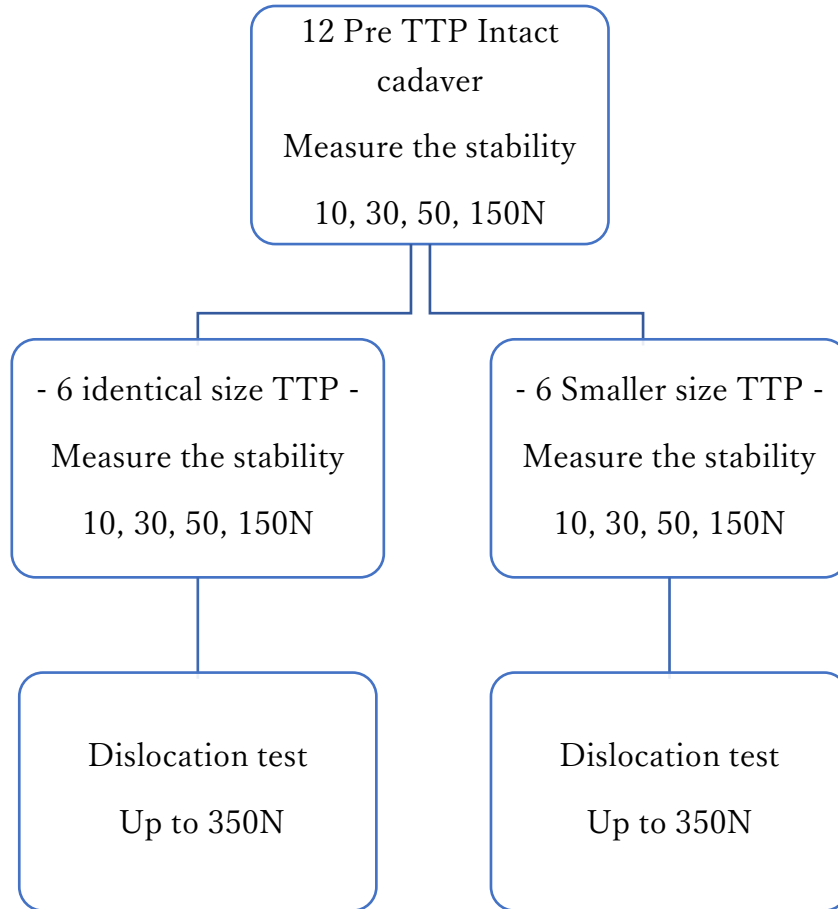 12 Pre TTP Intact
cadaver
Measure the stability
10, 30, 50, 150N
- 6 identical size TTP -
Measure the stability
10, 30, 50, 150N
- 6 Smaller size TTP -
Measure the stability
10, 30, 50, 150N
Dislocation test
Up to 350N
Dislocation test
Up to 350N